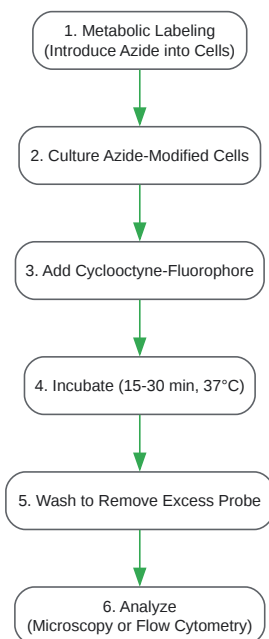 1. Metabolic Labeling
(Introduce Azide into Cells)
2. Culture Azide-Modified Cells
3. Add Cyclooctyne-Fluorophore
4. Incubate (15-30 min, 37°C)
5. Wash to Remove Excess Probe
6. Analyze
(Microscopy or Flow Cytometry)